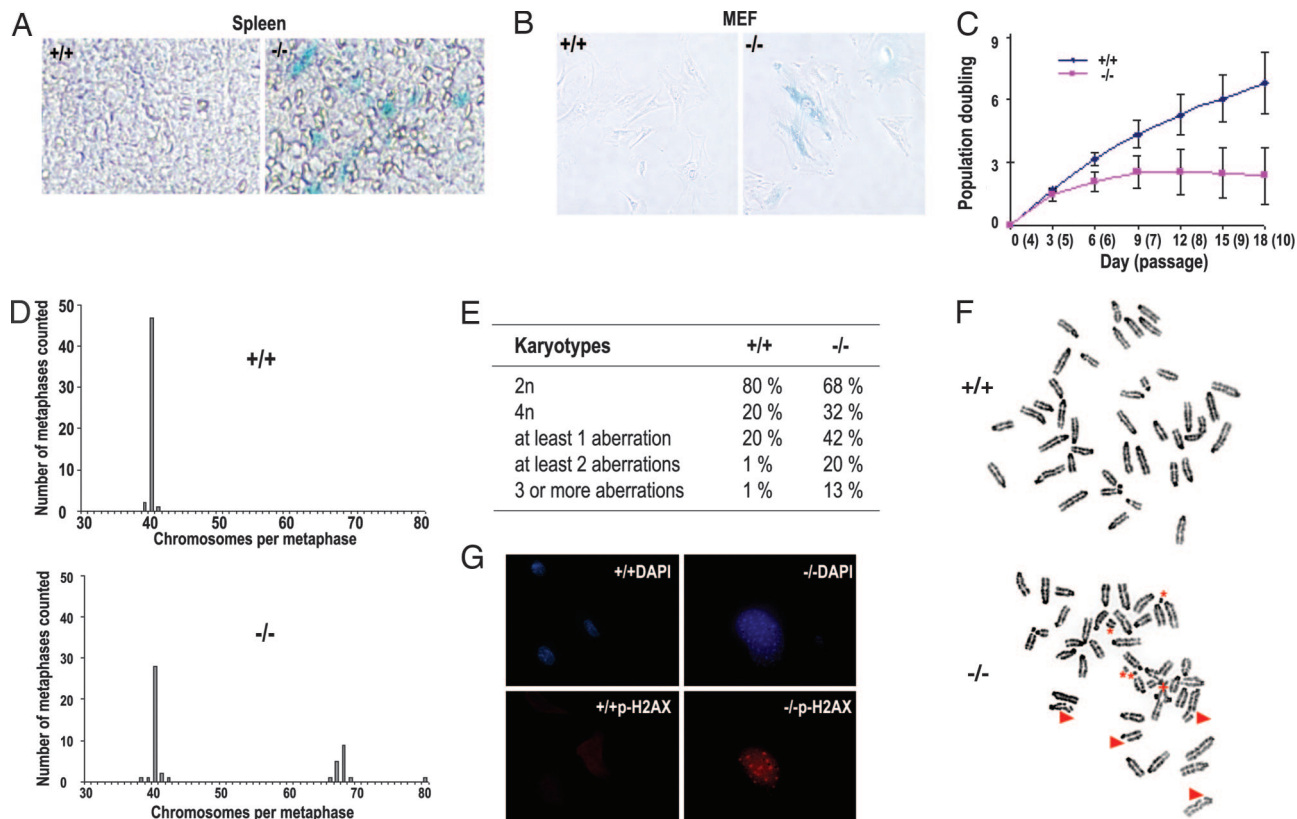 A
Spleen
+/+
-/-
B
MEF
+/+
-/-
C
9
6
3
0
+/+
-/-
Population doubling
0 (4) 3 (5) 6 (6) 9 (7) 12 (8) 15 (9) 18 (10)
Day (passage)
D
50
40
30
20
10
0
Number of metaphases counted
+/+
30 40 50 60 70 80
Chromosomes per metaphase
50
40
30
20
10
0
Number of metaphases counted
-/-
30 40 50 60 70 80
Chromosomes per metaphase
E
Karyotypes +/+ -/-
2n 80 % 68 %
4n 20 % 32 %
at least 1 aberration 20 % 42 %
at least 2 aberrations 1 % 20 %
3 or more aberrations 1 % 13 %
F
+/+
-/-
*
*
**
*
G
+/+DAPI
-/-DAPI
+/+p-H2AX
-/-p-H2AX